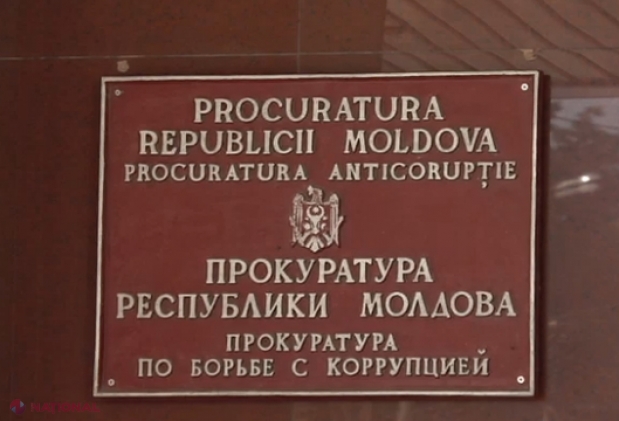 PROCURATURA
REPUBLICII MOLDOVA
PROCURATURA ANTICORUPȚIE
ПРОКУРАТУРА
РЕСПУБЛИКИ МОЛДОВА
ПРОКУРАТУРА
ПО БОРЬБЕ С КОРРУПЦИЕЙ